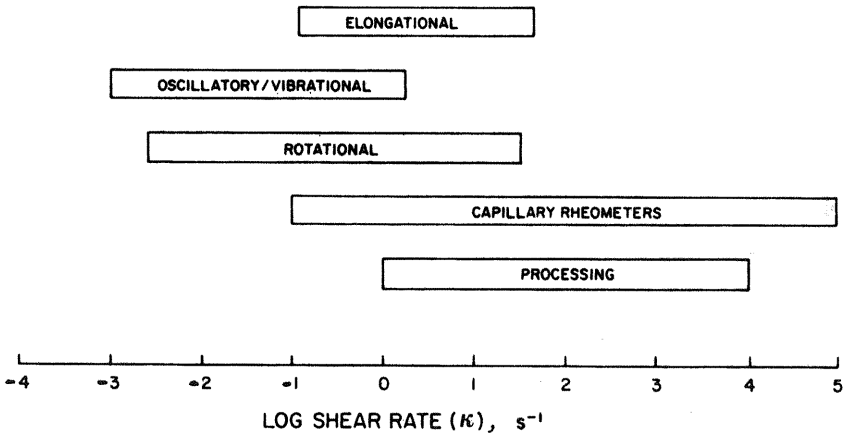 ELONGATIONAL
OSCILLATORY/VIBRATIONAL
ROTATIONAL
CAPILLARY RHEOMETERS
PROCESSING
-4 -3 -2 -1 0 1 2 3 4 5
LOG SHEAR RATE (κ), s⁻¹